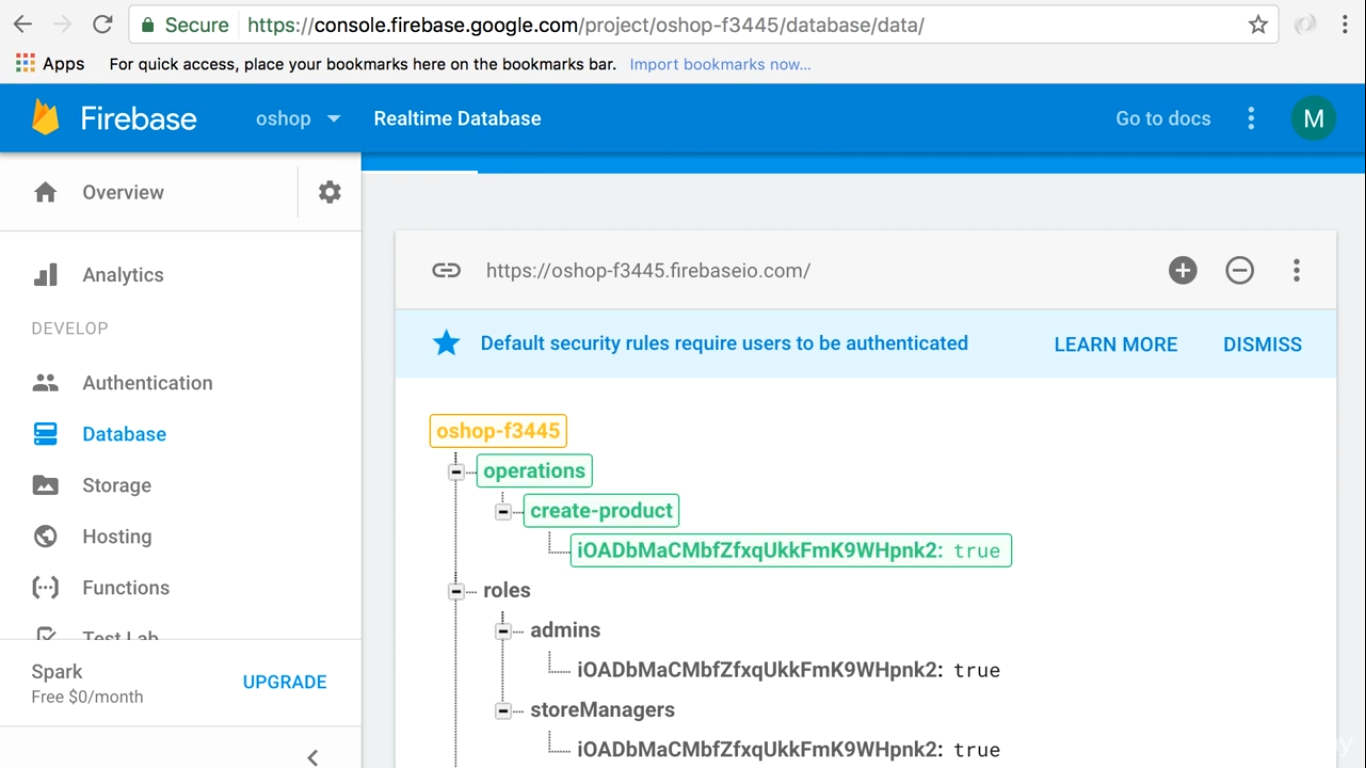 Secure https://console.firebase.google.com/project/oshop-f3445/database/data/
Apps For quick access, place your bookmarks here on the bookmarks bar. Import bookmarks now...
Firebase oshop Realtime Database Go to docs M
Overview
Analytics
DEVELOP
Authentication
Database
Storage
Hosting
Functions
Test Lab
Spark
Free $0/month
UPGRADE
https://oshop-f3445.firebaseio.com/
Default security rules require users to be authenticated LEARN MORE DISMISS
oshop-f3445
operations
create-product
iOADbMaCMbfZfxqUkkFmK9WHpnk2: true
roles
admins
iOADbMaCMbfZfxqUkkFmK9WHpnk2: true
storeManagers
iOADbMaCMbfZfxqUkkFmK9WHpnk2: true